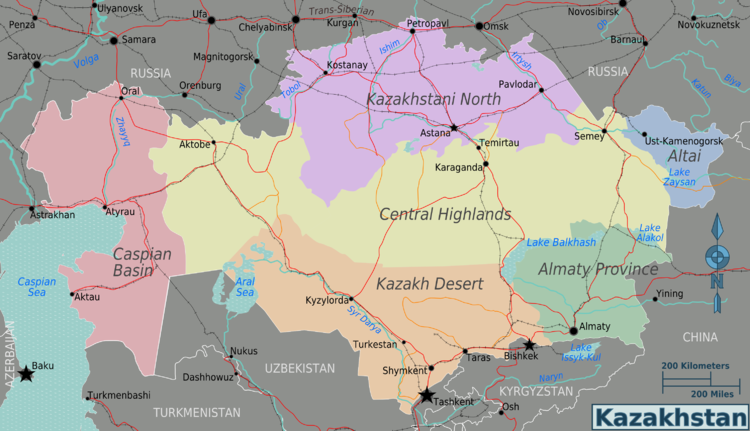 Ulyanovsk
Penza
Ufa
Trans-Siberian
Kurgan
Petropavl
Omsk
Novosibirsk
Ob
Novokuznetsk
Chelyabinsk
Samara
Saratov
Volga
Magnitogorsk
Kostanay
Ishim
Irtysh
Barnaul
RUSSIA
RUSSIA
Biya
Katun
Orenburg
Ural
Tobol
Kazakhstani North
Pavlodar
Oral
Zhayyq
Astana
Semey
Ust-Kamenogorsk
Aktobe
Temirtau
Altai
Karaganda
Lake
Zaysan
Astrakhan
Atyrau
Central Highlands
Lake
Alakol
Lake Balkhash
Caspian
Basin
Almaty Province
Caspian
Sea
Aral
Sea
Kazakh Desert
N
Aktau
Kyzylorda
Syr Darya
Yining
Almaty
CHINA
AZERBAIJAN
Turkestan
Nukus
Taras
Bishkek
Lake
Issyk-Kul
Baku
Dashhowuz
UZBEKISTAN
Shymkent
Naryn
200 Kilometers
200 Miles
Turkmenbashi
TURKMENISTAN
Tashkent
KYRGYZSTAN
Osh
Kazakhstan